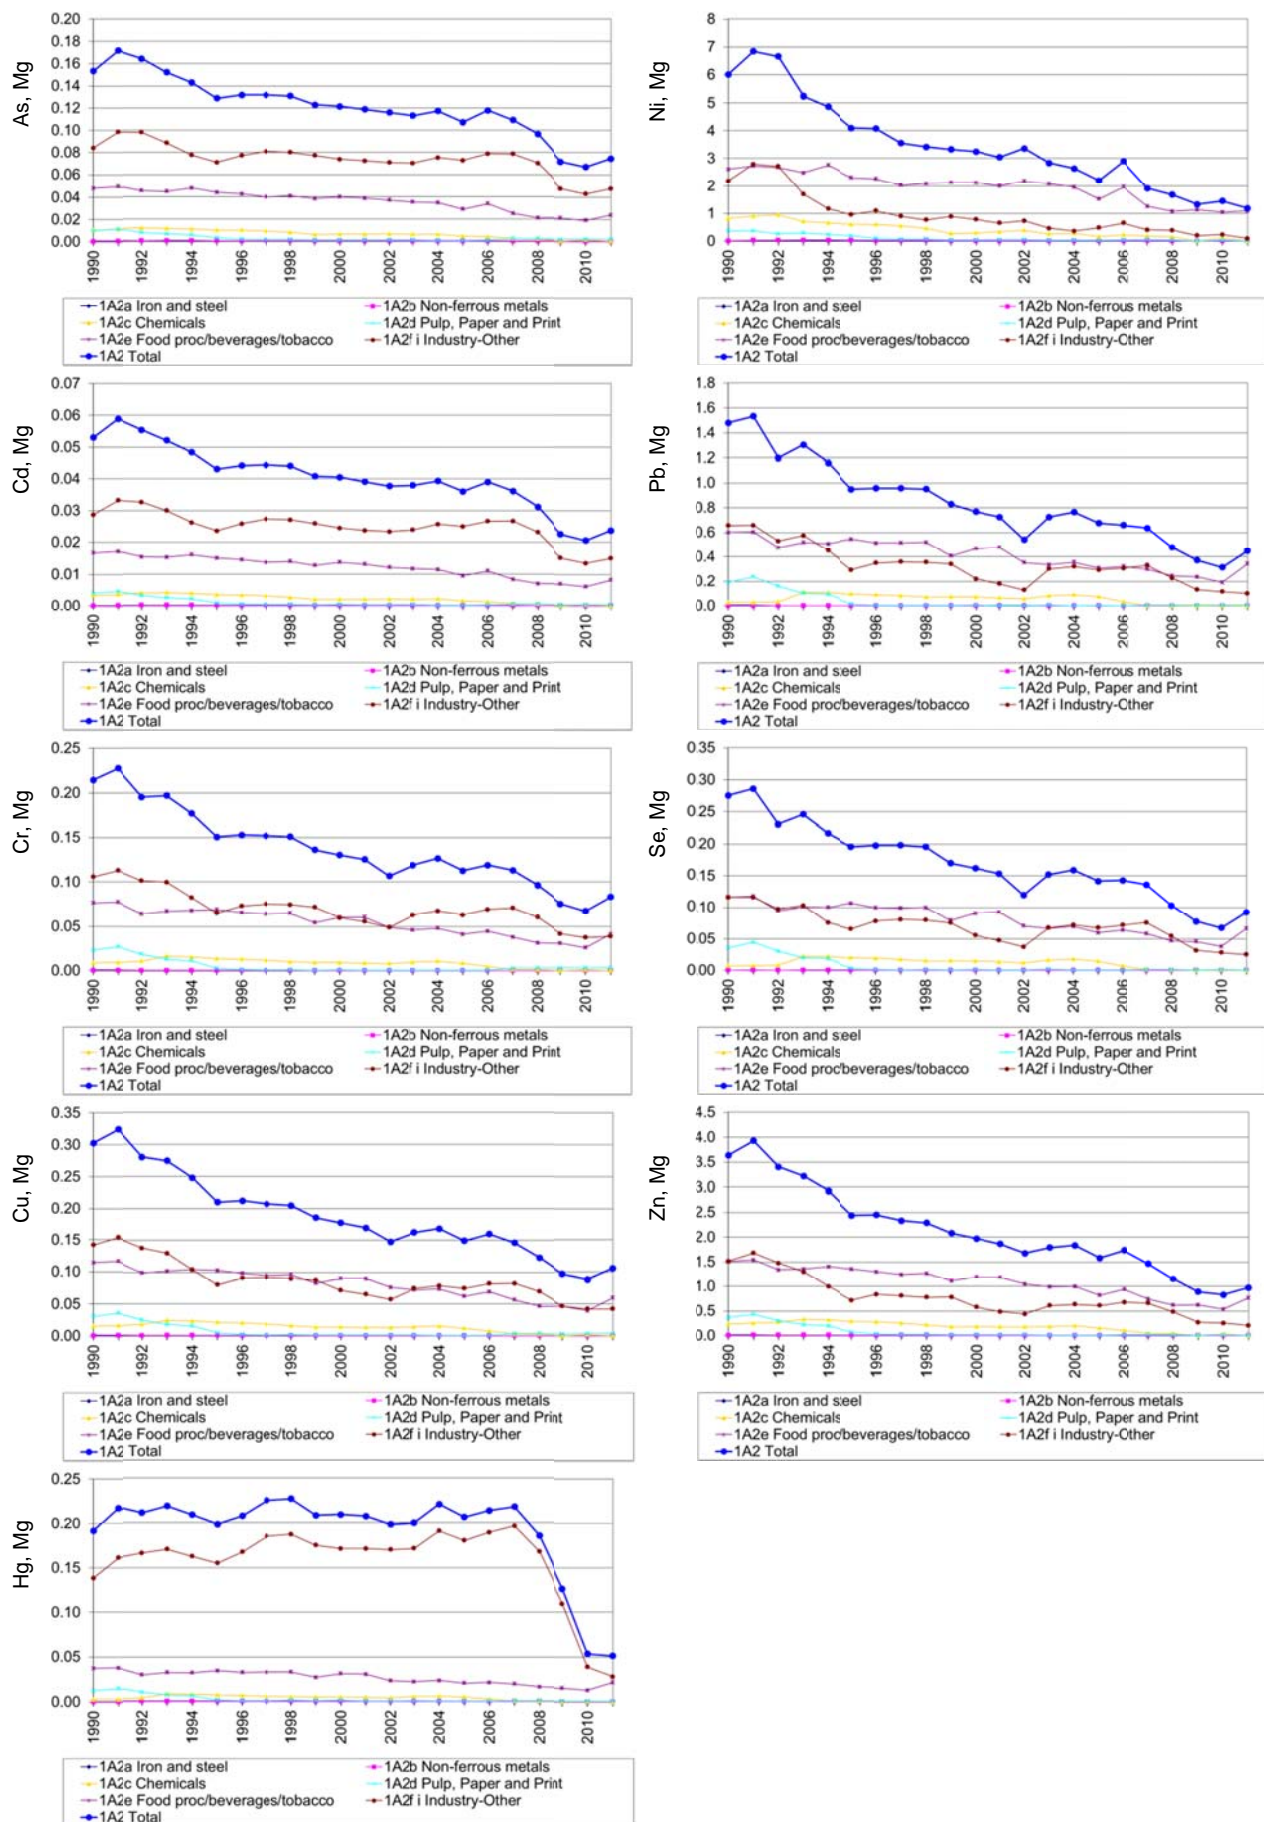 As, Mg
0.20
0.18
0.16
0.14
0.12
0.10
0.08
0.06
0.04
0.02
0.00
1990 1992 1994 1996 1998 2000 2002 2004 2006 2008 2010
1A2a Iron and steel 1A2b Non-ferrous metals
1A2c Chemicals 1A2d Pulp, Paper and Print
1A2e Food proc/beverages/tobacco 1A2f i Industry-Other
1A2 Total
Ni, Mg
8
7
6
5
4
3
2
1
0
1990 1992 1994 1996 1998 2000 2002 2004 2006 2008 2010
1A2a Iron and steel 1A2b Non-ferrous metals
1A2c Chemicals 1A2d Pulp, Paper and Print
1A2e Food proc/beverages/tobacco 1A2f i Industry-Other
1A2 Total
Cd, Mg
0.07
0.06
0.05
0.04
0.03
0.02
0.01
0.00
1990 1992 1994 1996 1998 2000 2002 2004 2006 2008 2010
1A2a Iron and steel 1A2b Non-ferrous metals
1A2c Chemicals 1A2d Pulp, Paper and Print
1A2e Food proc/beverages/tobacco 1A2f i Industry-Other
1A2 Total
Pb, Mg
1.8
1.6
1.4
1.2
1.0
0.8
0.6
0.4
0.2
0.0
1990 1992 1994 1996 1998 2000 2002 2004 2006 2008 2010
1A2a Iron and steel 1A2b Non-ferrous metals
1A2c Chemicals 1A2d Pulp, Paper and Print
1A2e Food proc/beverages/tobacco 1A2f i Industry-Other
1A2 Total
Cr, Mg
0.25
0.20
0.15
0.10
0.05
0.00
1990 1992 1994 1996 1998 2000 2002 2004 2006 2008 2010
1A2a Iron and steel 1A2b Non-ferrous metals
1A2c Chemicals 1A2d Pulp, Paper and Print
1A2e Food proc/beverages/tobacco 1A2f i Industry-Other
1A2 Total
Se, Mg
0.35
0.30
0.25
0.20
0.15
0.10
0.05
0.00
1990 1992 1994 1996 1998 2000 2002 2004 2006 2008 2010
1A2a Iron and steel 1A2b Non-ferrous metals
1A2c Chemicals 1A2d Pulp, Paper and Print
1A2e Food proc/beverages/tobacco 1A2f i Industry-Other
1A2 Total
Cu, Mg
0.35
0.30
0.25
0.20
0.15
0.10
0.05
0.00
1990 1992 1994 1996 1998 2000 2002 2004 2006 2008 2010
1A2a Iron and steel 1A2b Non-ferrous metals
1A2c Chemicals 1A2d Pulp, Paper and Print
1A2e Food proc/beverages/tobacco 1A2f i Industry-Other
1A2 Total
Zn, Mg
4.5
4.0
3.5
3.0
2.5
2.0
1.5
1.0
0.5
0.0
1990 1992 1994 1996 1998 2000 2002 2004 2006 2008 2010
1A2a Iron and steel 1A2b Non-ferrous metals
1A2c Chemicals 1A2d Pulp, Paper and Print
1A2e Food proc/beverages/tobacco 1A2f i Industry-Other
1A2 Total
Hg, Mg
0.25
0.20
0.15
0.10
0.05
0.00
1990 1992 1994 1996 1998 2000 2002 2004 2006 2008 2010
1A2a Iron and steel 1A2b Non-ferrous metals
1A2c Chemicals 1A2d Pulp, Paper and Print
1A2e Food proc/beverages/tobacco 1A2f i Industry-Other
1A2 Total